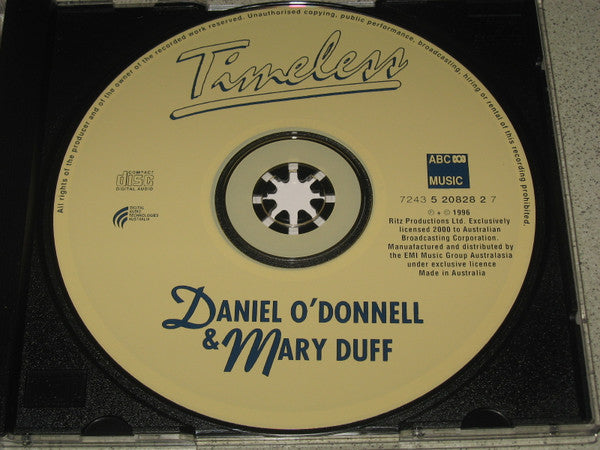 All rights of the producer and of the owner of the recorded work reserved. Unauthorised copying, public performance, broadcasting, hiring or rental of this recording prohibited.
Timeless
COMPACT
disc
DIGITAL AUDIO
DIGITAL
AUDIO
TECHNOLOGIES
AUSTRALIA
ABC
MUSIC
7243 5 20828 2 7
℗ + © 1996
Ritz Productions Ltd. Exclusively
licensed 2000 to Australian
Broadcasting Corporation.
Manuafactured and distributed by
the EMI Music Group Australasia
under exclusive licence
Made in Australia
DANIEL O'DONNELL
& MARY DUFF